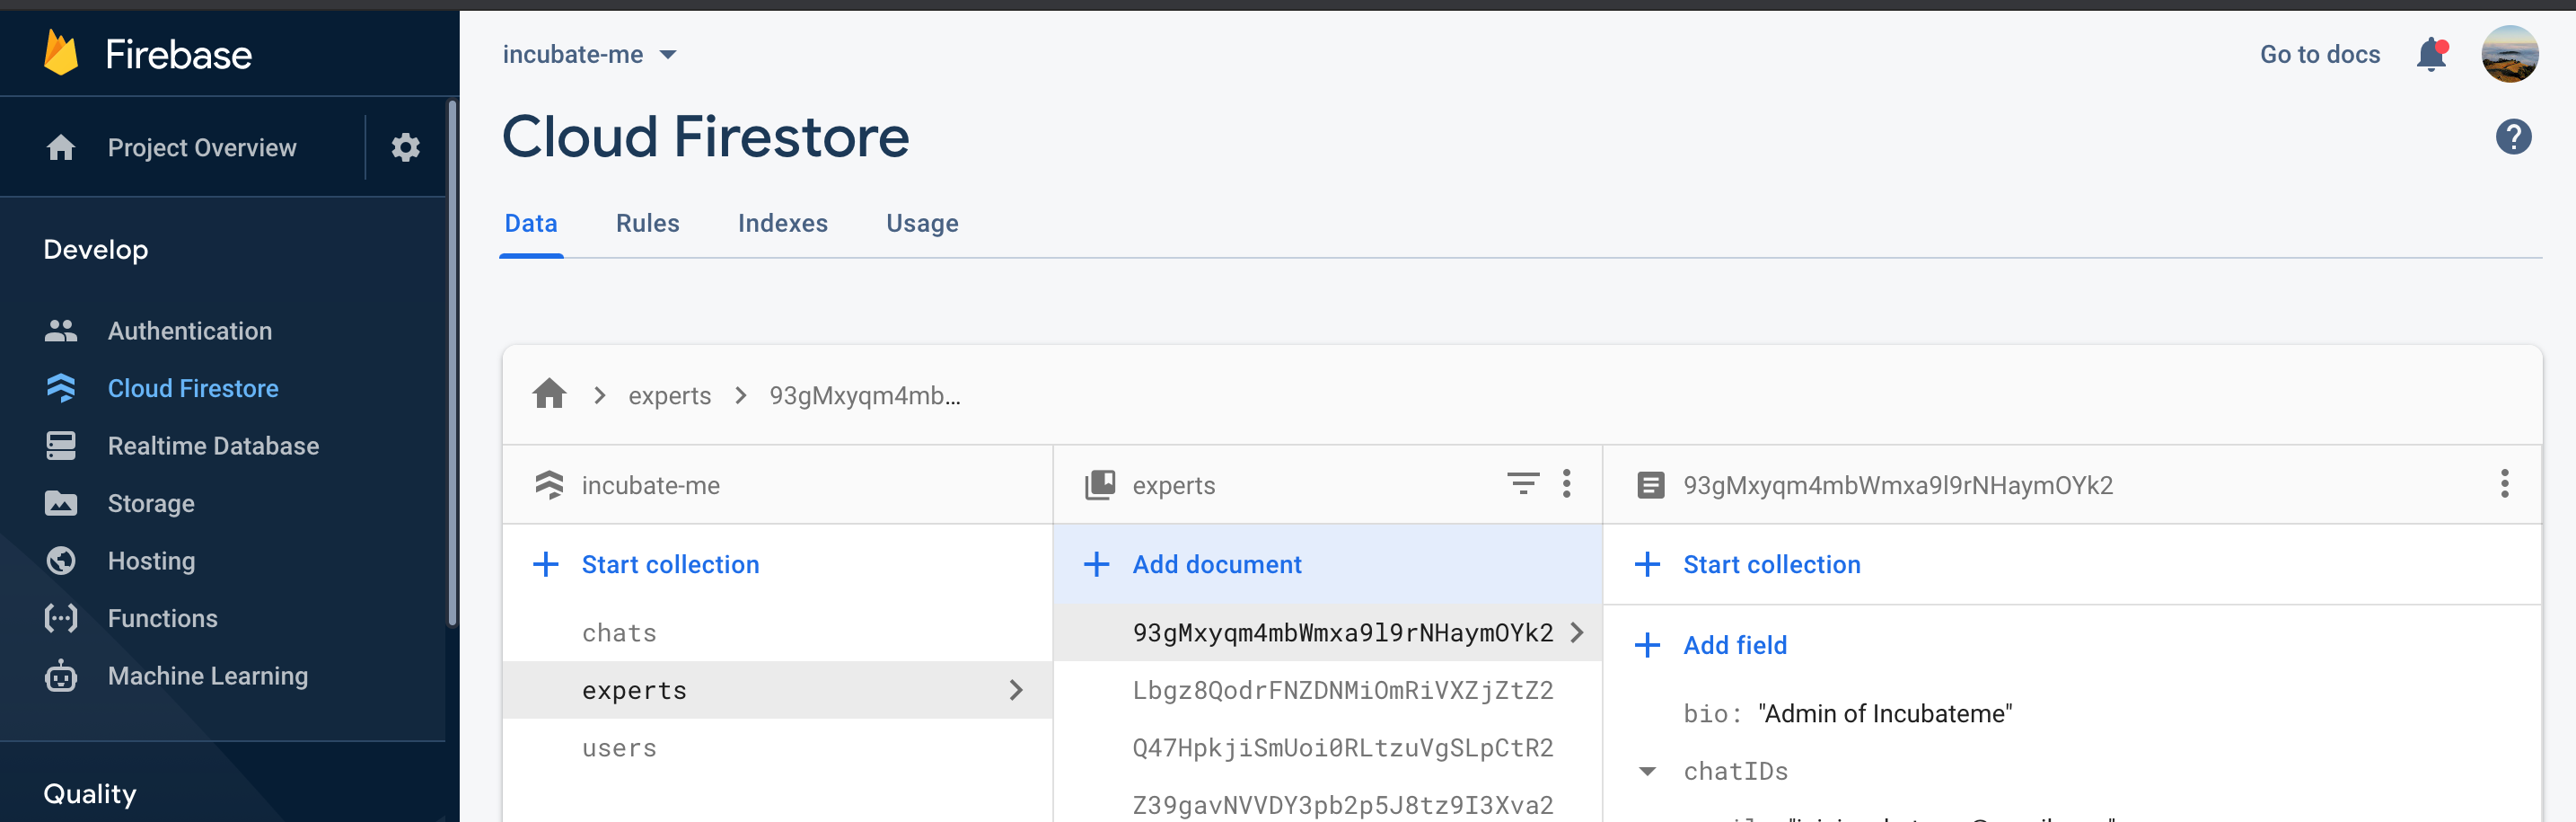 Firebase
Project Overview
Develop
Authentication
Cloud Firestore
Realtime Database
Storage
Hosting
Functions
Machine Learning
Quality
incubate-me
Go to docs
Cloud Firestore
?
Data Rules Indexes Usage
experts 93gMxyqm4mb...
incubate-me
Start collection
chats
experts
users
experts
Add document
93gMxyqm4mbWmxa9l9rNHaymOYk2
Lbgz8QodrFNZDNMiOmRiVXZjZtZ2
Q47HpkjiSmUoi0RLtzuVgSLpCtR2
Z39gavNVVDY3pb2p5J8tz9I3Xva2
93gMxyqm4mbWmxa9l9rNHaymOYk2
Start collection
Add field
bio: "Admin of Incubateme"
chatIDs